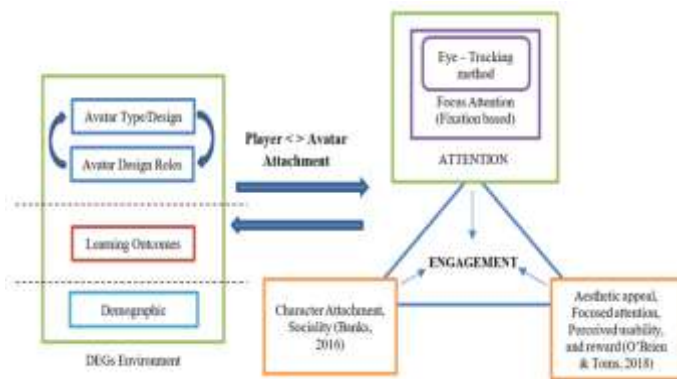 Avatar Type/Design
Avatar Design Roles
Learning Outcomes
Demographic
DEGs Environment
Player < > Avatar
Attachment
Eye – Tracking
method
Focus Attention
(Fixation based)
ATTENTION
ENGAGEMENT
Character Attachment,
Sociality (Banks,
2016)
Aesthetic appeal,
Focused attention,
Perceived usability,
and reward (O'Brien
& Toms, 2018)